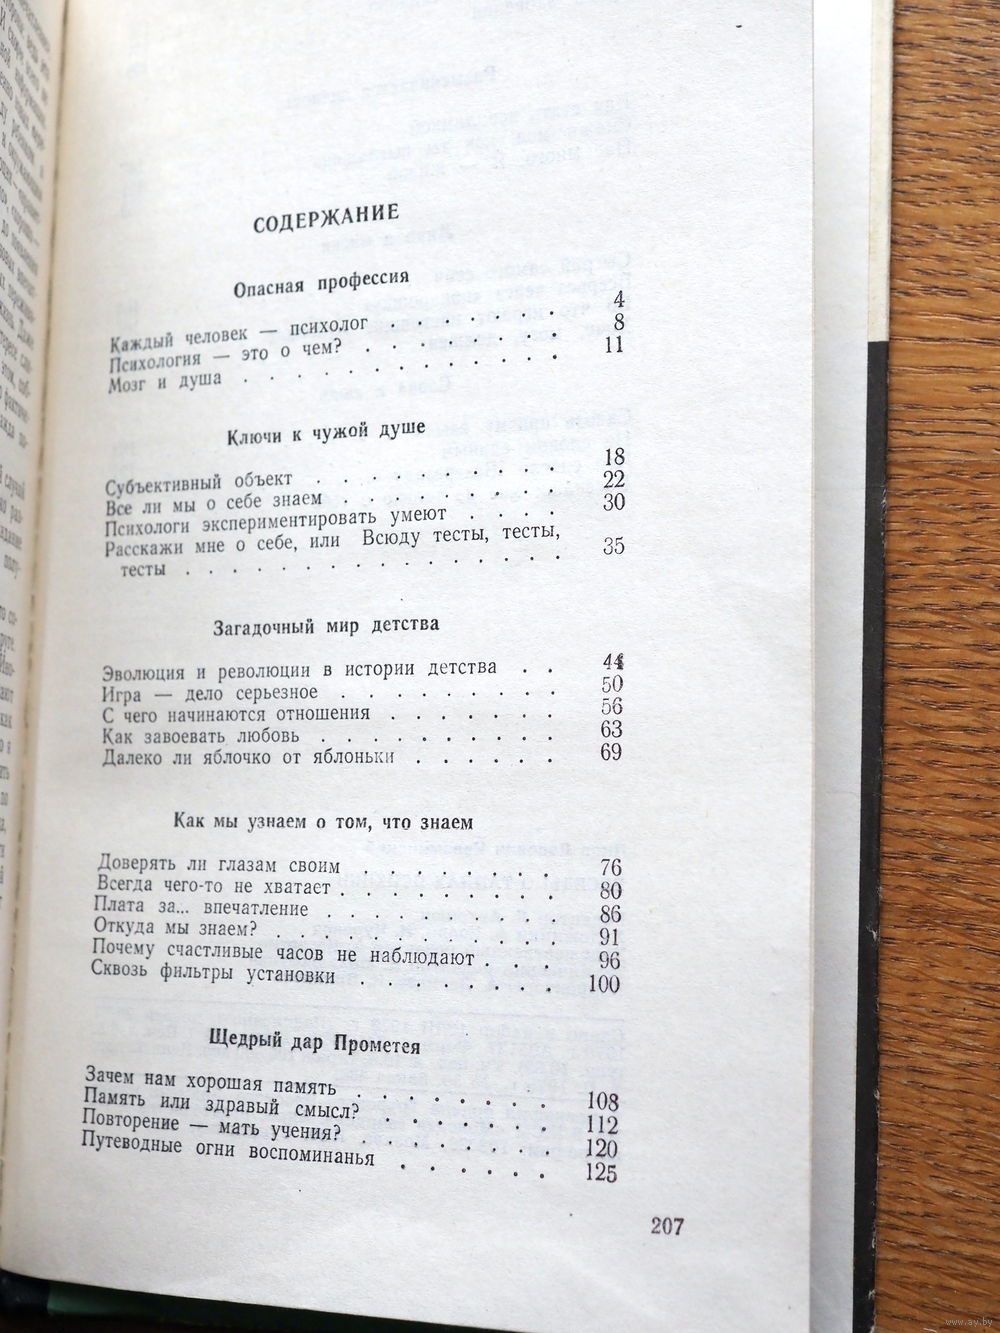 СОДЕРЖАНИЕ
Опасная профессия
Каждый человек — психолог . . . . . . 4
Психология — это о чем? . . . . . . . 8
Мозг и душа . . . . . . . . . . . . 11
Ключи к чужой душе
Субъективный объект . . . . . . . . . 18
Все ли мы о себе знаем . . . . . . . . 22
Психологи экспериментировать умеют . . . . 30
Расскажи мне о себе, или Всюду тесты, тесты,
тесты . . . . . . . . . . . . . . . 35
Загадочный мир детства
Эволюция и революции в истории детства . . 44
Игра — дело серьезное . . . . . . . . . 50
С чего начинаются отношения . . . . . . . 56
Как завоевать любовь . . . . . . . . . . 63
Далеко ли яблочко от яблоньки . . . . . . 69
Как мы узнаем о том, что знаем
Доверять ли глазам своим . . . . . . . . 76
Всегда чего-то не хватает . . . . . . . . 80
Плата за... впечатление . . . . . . . . . 86
Откуда мы знаем? . . . . . . . . . . . 91
Почему счастливые часов не наблюдают . . . 96
Сквозь фильтры установки . . . . . . . . 100
Щедрый дар Прометея
Зачем нам хорошая память . . . . . . . . 108
Память или здравый смысл? . . . . . . . 112
Повторение — мать учения? . . . . . . . . 120
Путеводные огни воспоминанья . . . . . . 125
207
www.ay.by